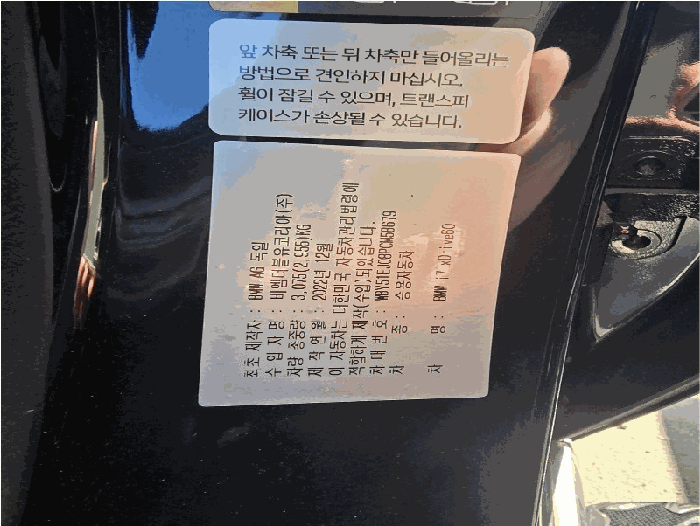 앞 차축 또는 뒤 차축만 들어올리는
방법으로 견인하지 마십시오.
휠이 잠길 수 있으며, 트랜스피
케이스가 손상될 수 있습니다.
최초 제작자 : BMW AG 독일
수 입 자 명 : 비엠더블유코리아(주)
차량 총중량 : 3,075(2,955)KG
제 작 연 월 : 2022년 12월
이 자동차는 대한민국 자동차관리법령에
적합하게 제작(수입)되었습니다.
차 대 번 호 :
차 종 : 승용자동차
차 명 : BMW i7 xDrive60